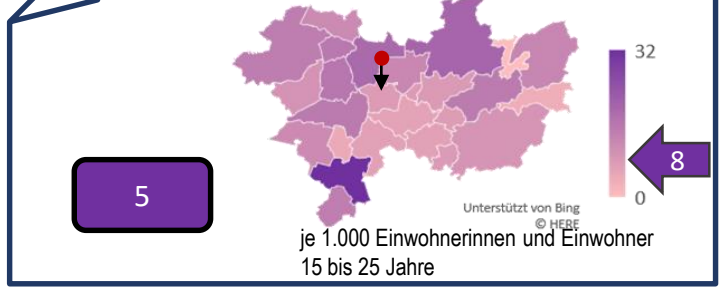 32
8
5
0
Unterstützt von Bing
© HERE
je 1.000 Einwohnerinnen und Einwohner
15 bis 25 Jahre